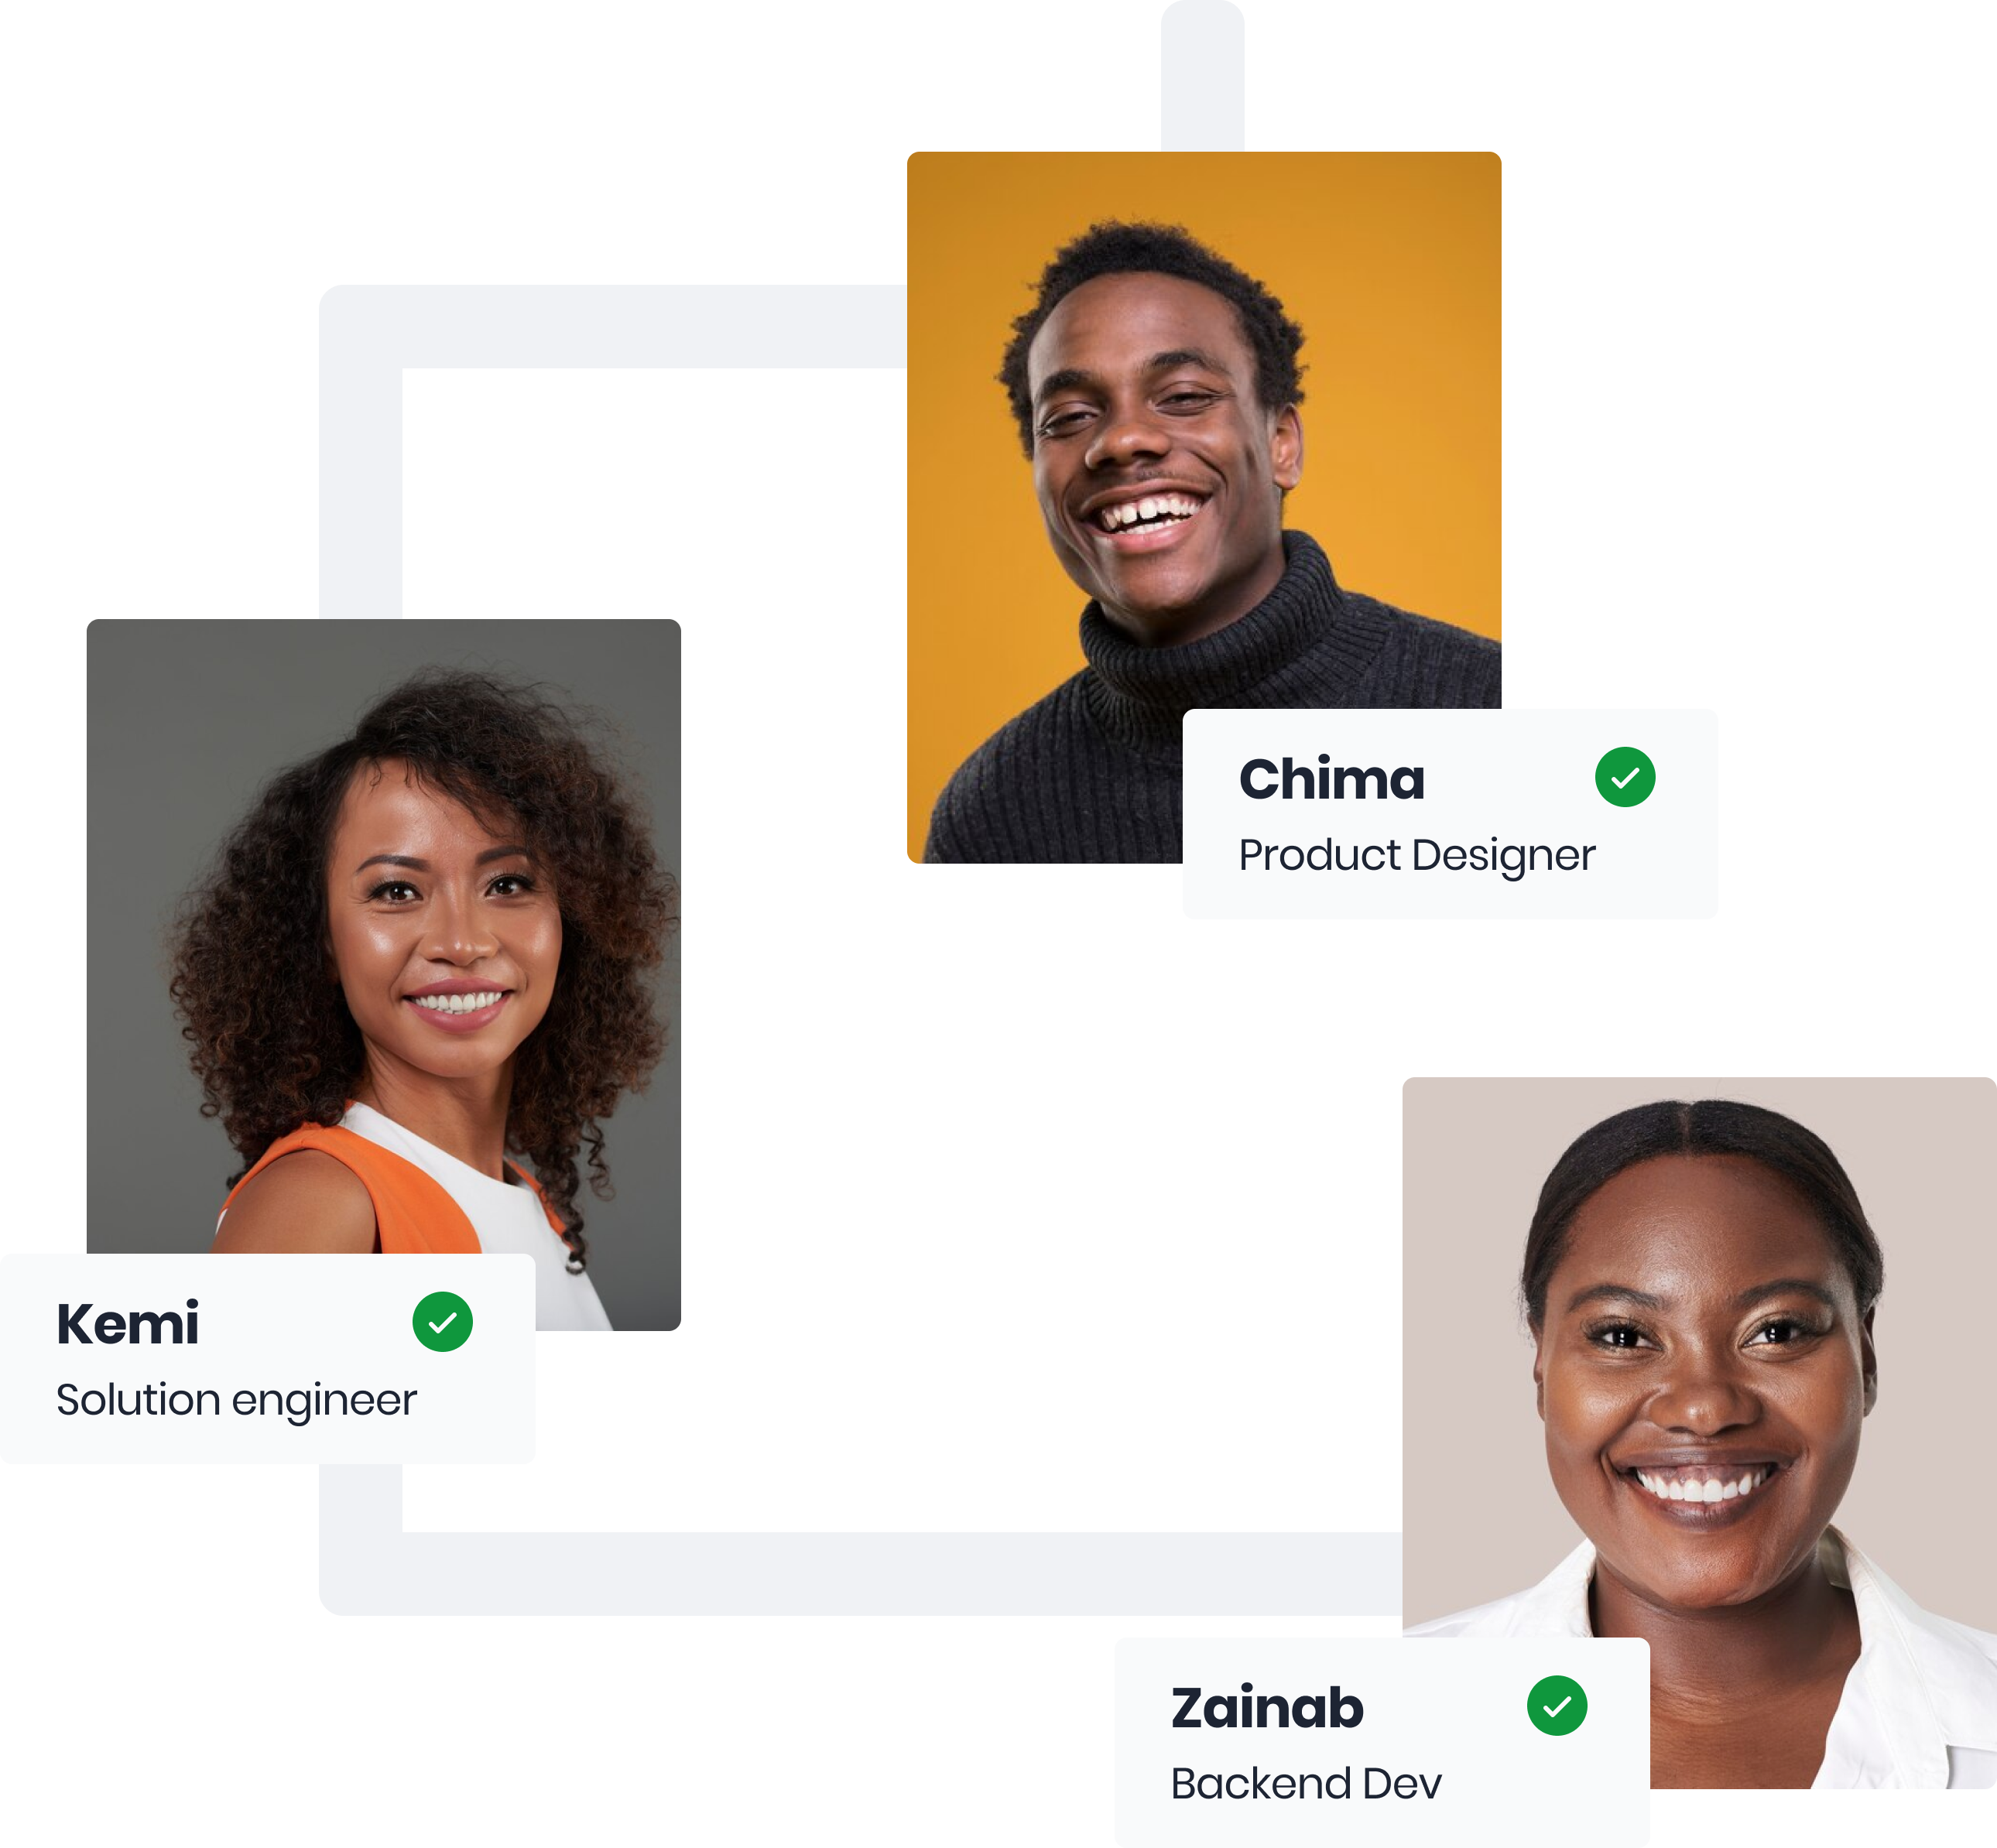 Chima
Product Designer
Kemi
Solution engineer
Zainab
Backend Dev